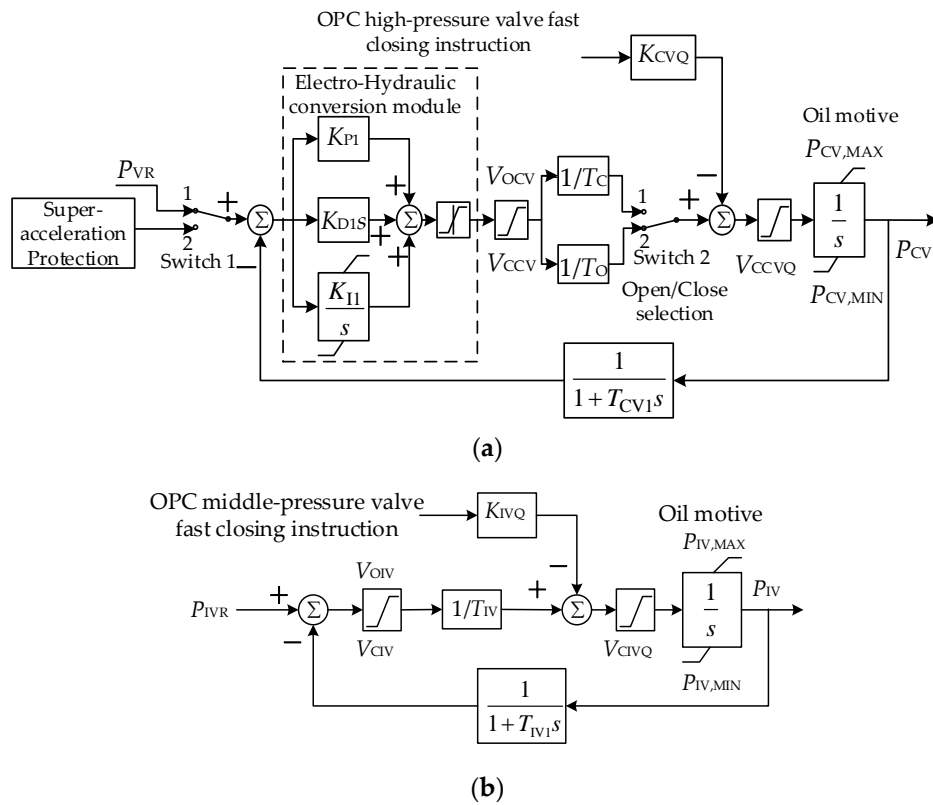 OPC high-pressure valve fast
closing instruction
KCVQ
Electro-Hydraulic
conversion module
Oil motive
PCV,MAX
KP1
PVR
1
+
+
VOCV
1/TC
1
+
−
1
s
Super-
acceleration
Protection
Σ
KD1S
Σ
+
+
Σ
2
Switch 1
−
VCCV
2
Switch 2
VCCVQ
PCV
KI1
s
1/TO
Open/Close
selection
PCV,MIN
1
1+TCV1s
(a)
OPC middle-pressure valve
fast closing instruction
KIVQ
Oil motive
PIV,MAX
VOIV
−
PIVR
+
Σ
1/TIV
+
Σ
1
s
PIV
−
VCIV
VCIVQ
PIV,MIN
1
1+TIV1s
(b)